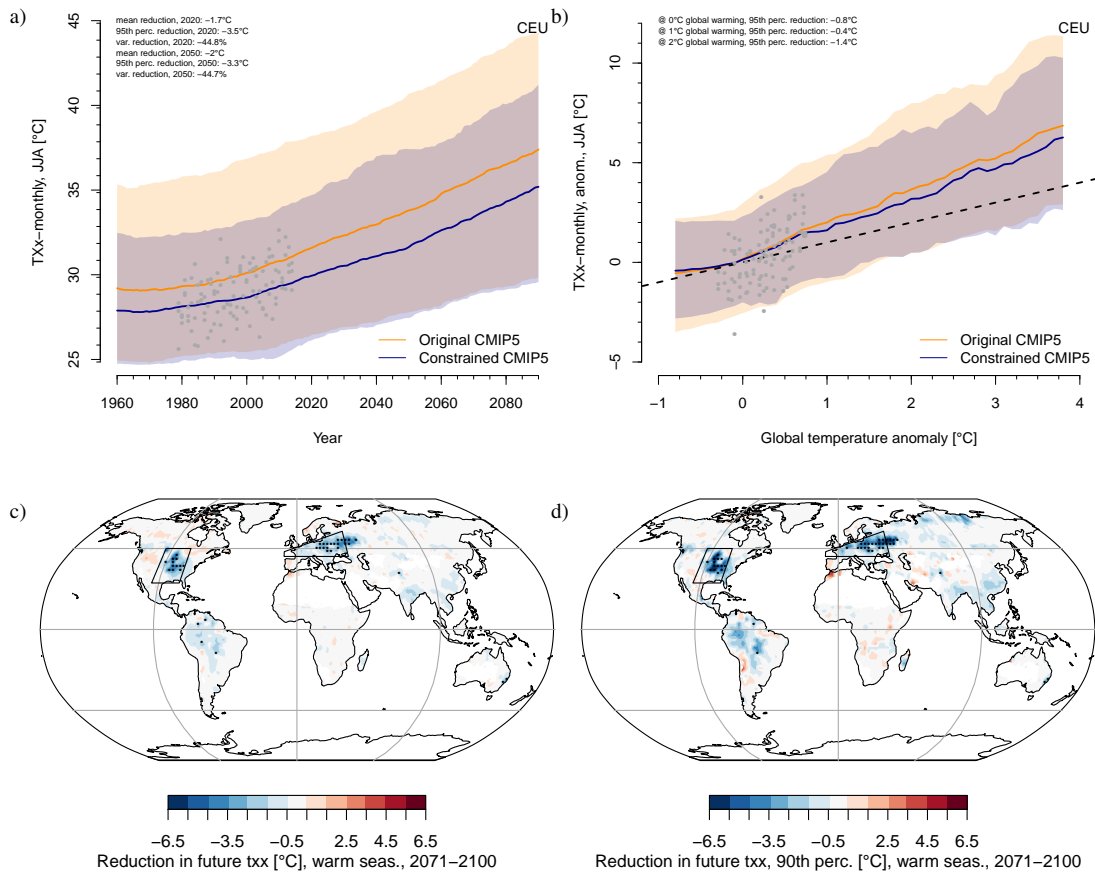 a)
CEU
mean reduction, 2020: −1.7°C
95th perc. reduction, 2020: −3.5°C
var. reduction, 2020: −44.8%
mean reduction, 2050: −2°C
95th perc. reduction, 2050: −3.3°C
var. reduction, 2050: −44.7%
TXx−monthly, JJA [°C]
45
40
35
30
25
Original CMIP5
Constrained CMIP5
1960 1980 2000 2020 2040 2060 2080
Year
b)
CEU
@ 0°C global warming, 95th perc. reduction: −0.8°C
@ 1°C global warming, 95th perc. reduction: −0.4°C
@ 2°C global warming, 95th perc. reduction: −1.4°C
TXx−monthly, anom., JJA [°C]
10
5
0
−5
Original CMIP5
Constrained CMIP5
−1 0 1 2 3 4
Global temperature anomaly [°C]
c)
−6.5 −3.5 −0.5 2.5 4.5 6.5
Reduction in future txx [°C], warm seas., 2071−2100
d)
−6.5 −3.5 −0.5 2.5 4.5 6.5
Reduction in future txx, 90th perc. [°C], warm seas., 2071−2100